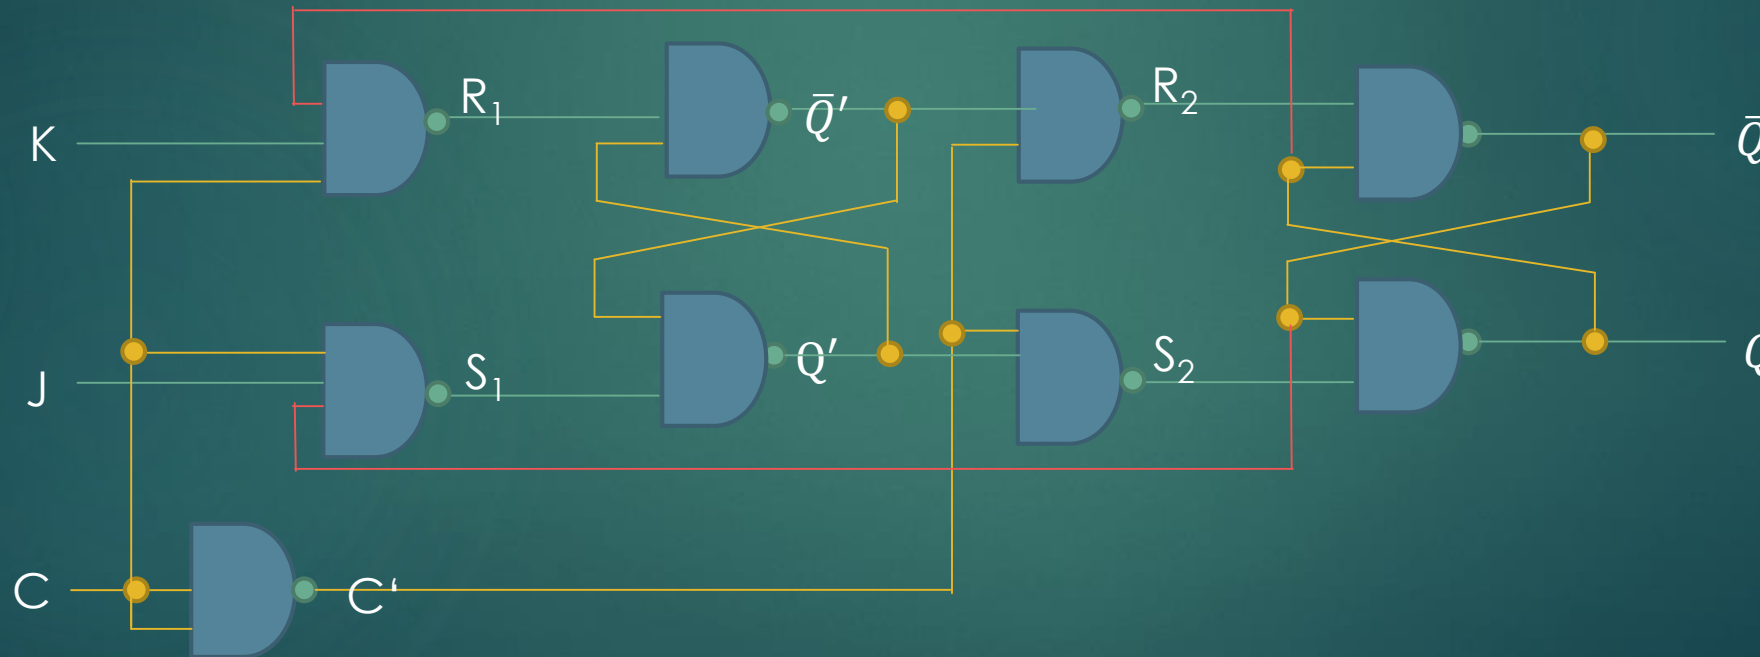 R₁
Q̄′
R₂
K
Q̄
J
S₁
Q′
S₂
Q
C
C‘